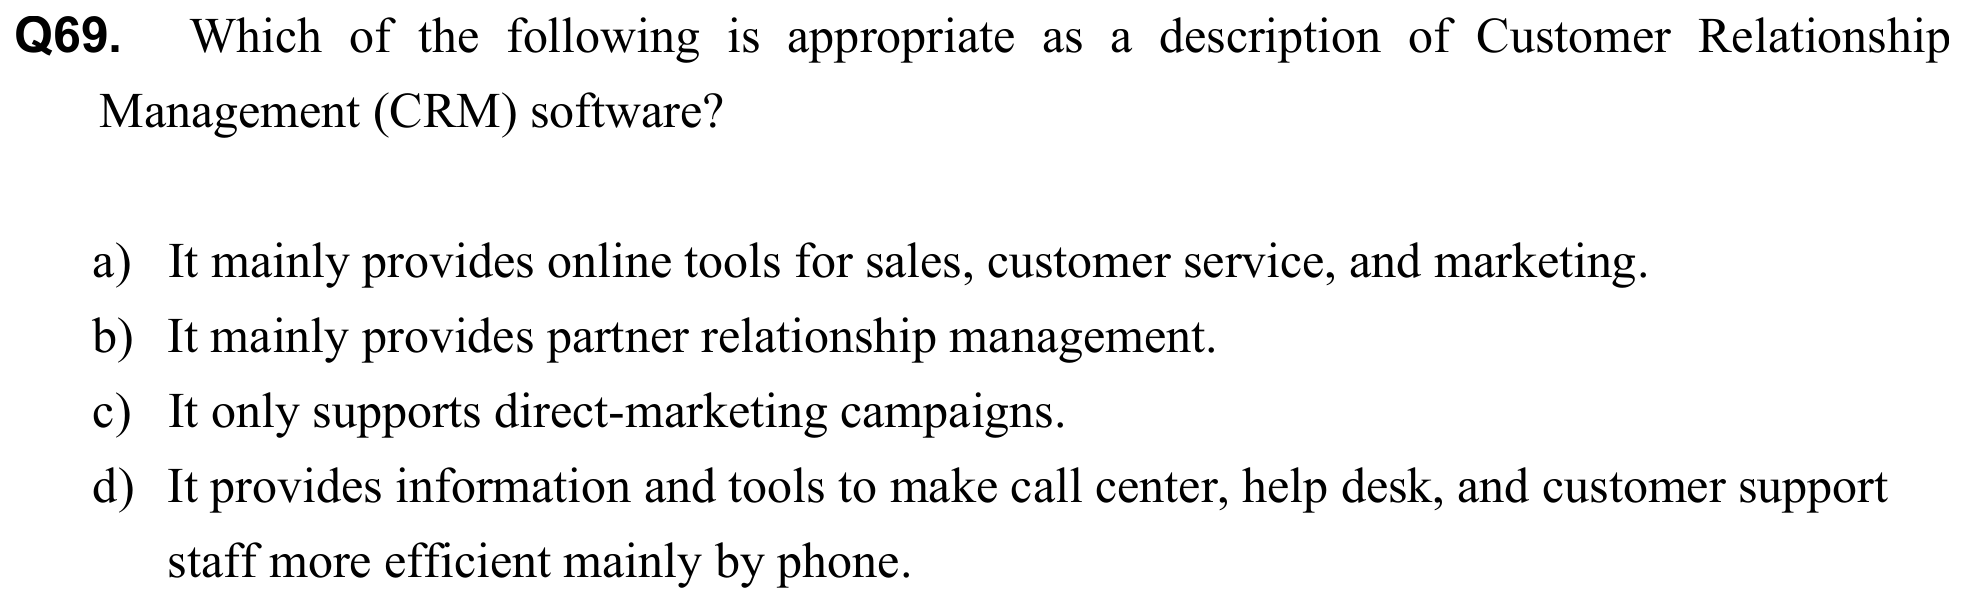 Q69. Which of the following is appropriate as a description of Customer Relationship
Management (CRM) software?
a) It mainly provides online tools for sales, customer service, and marketing.
b) It mainly provides partner relationship management.
c) It only supports direct-marketing campaigns.
d) It provides information and tools to make call center, help desk, and customer support
staff more efficient mainly by phone.